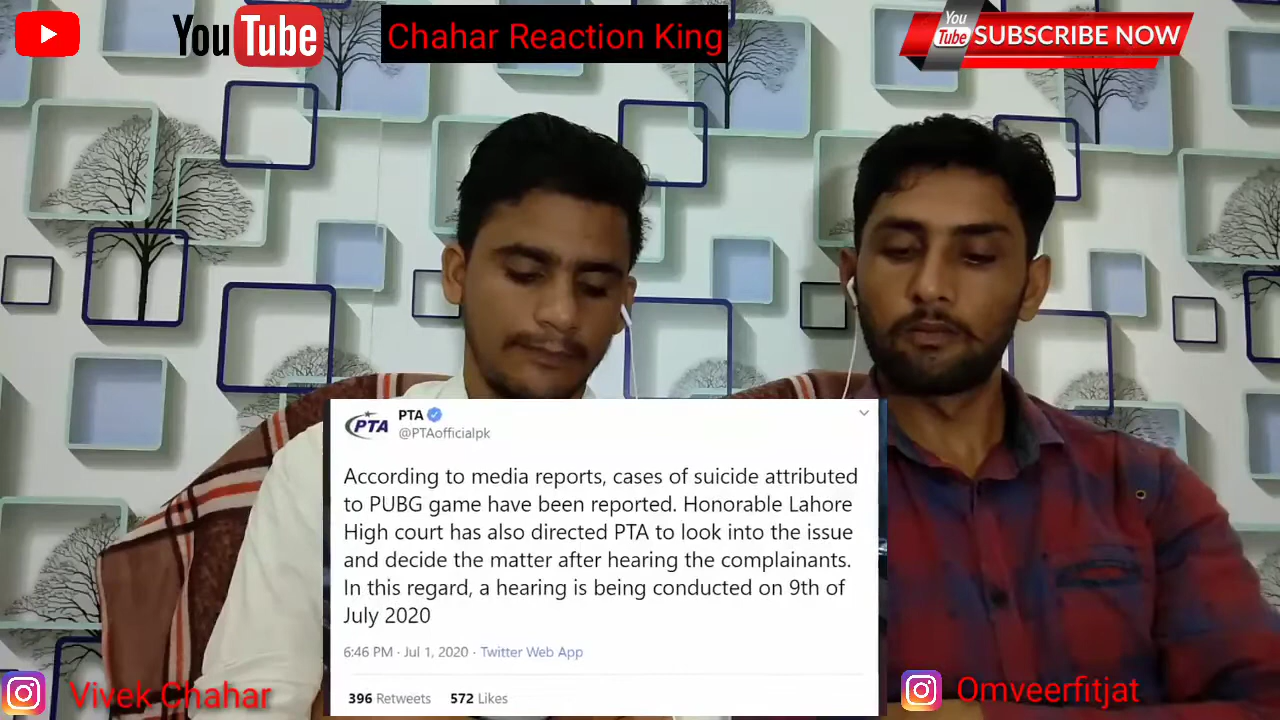 You Tube
Chahar Reaction King
You Tube SUBSCRIBE NOW
PTA
PTA
@PTAofficialpk
According to media reports, cases of suicide attributed
to PUBG game have been reported. Honorable Lahore
High court has also directed PTA to look into the issue
and decide the matter after hearing the complainants.
In this regard, a hearing is being conducted on 9th of
July 2020
6:46 PM · Jul 1, 2020 · Twitter Web App
396 Retweets 572 Likes
Vivek Chahar
Omveerfitjat